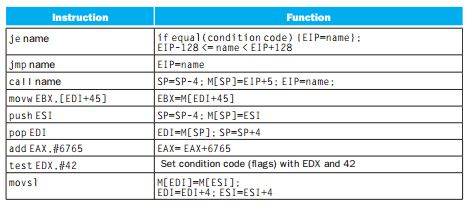 Instruction Function
je name if equal(condition code) {EIP=name};
EIP-128 <= name < EIP+128
jmp name EIP=name
call name SP=SP-4; M[SP]=EIP+5; EIP=name;
movw EBX,[EDI+45] EBX=M[EDI+45]
push ESI SP=SP-4; M[SP]=ESI
pop EDI EDI=M[SP]; SP=SP+4
add EAX,#6765 EAX= EAX+6765
test EDX,#42 Set condition code (flags) with EDX and 42
movsl M[EDI]=M[ESI];
EDI=EDI+4; ESI=ESI+4